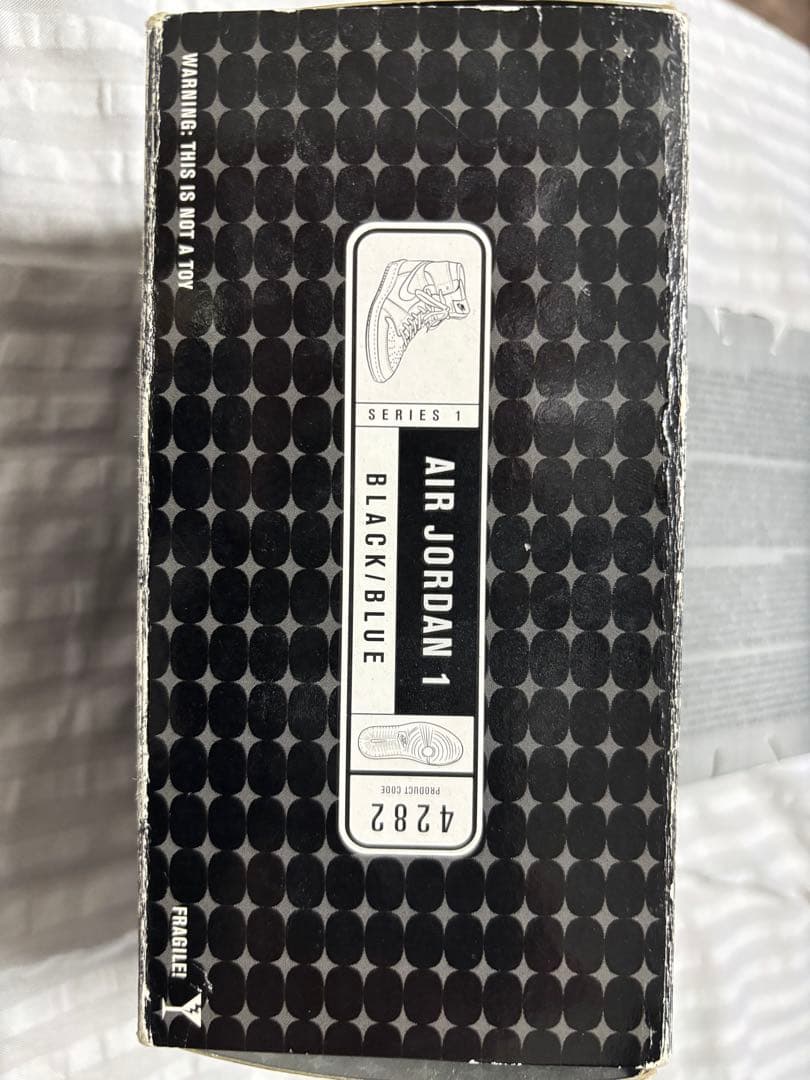 WARNING: THIS IS NOT A TOY
SERIES 1
AIR JORDAN 1
BLACK/BLUE
PRODUCT CODE
4282
FRAGILE!